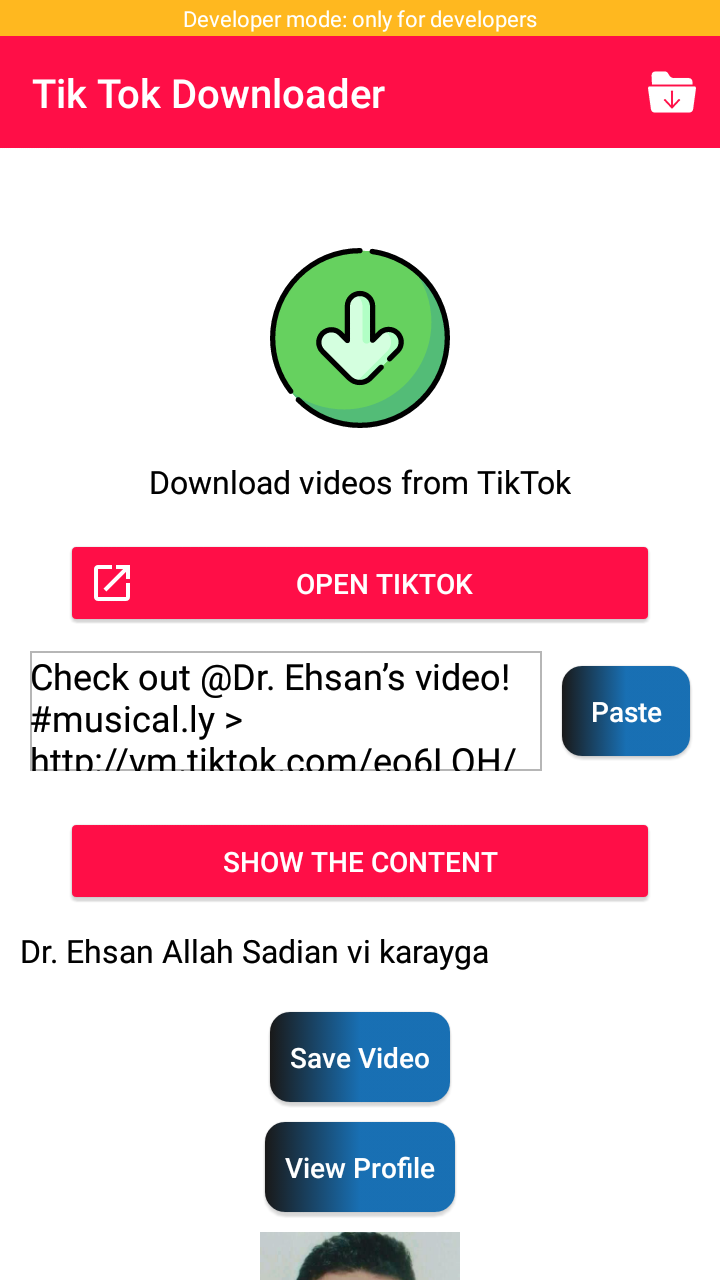 Developer mode: only for developers
Tik Tok Downloader
Download videos from TikTok
OPEN TIKTOK
Check out @Dr. Ehsan’s video!
#musical.ly >
http://vm.tiktok.com/eo6LQH/
Paste
SHOW THE CONTENT
Dr. Ehsan Allah Sadian vi karayga
Save Video
View Profile